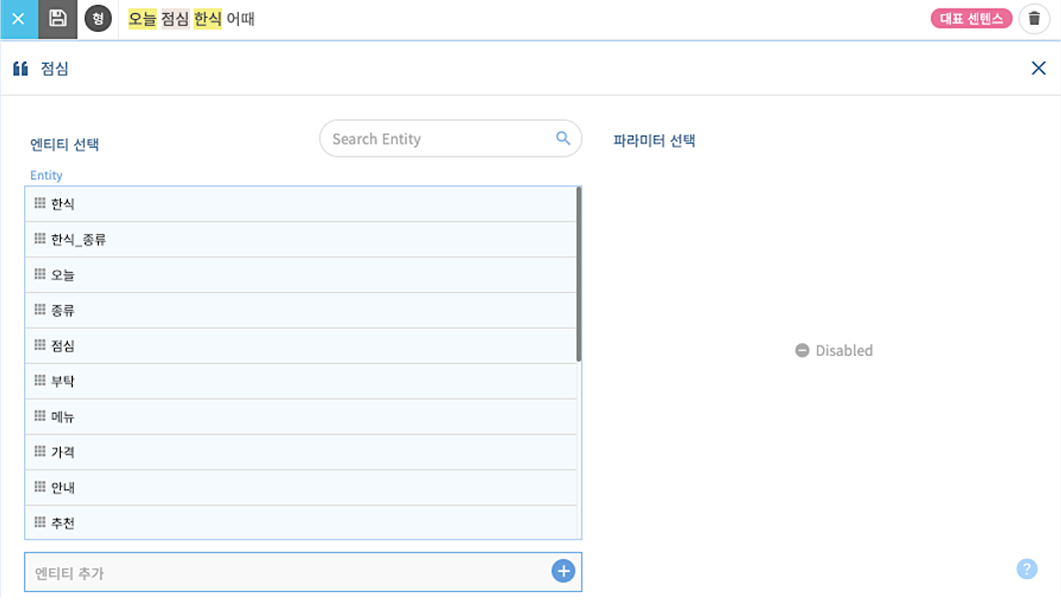 형 오늘 점심 한식 어때 대표 센텐스
점심
엔티티 선택 Search Entity 파라미터 선택
Entity
한식
한식_종류
오늘
종류
점심
부탁
메뉴
가격
안내
추천
Disabled
엔티티 추가
?